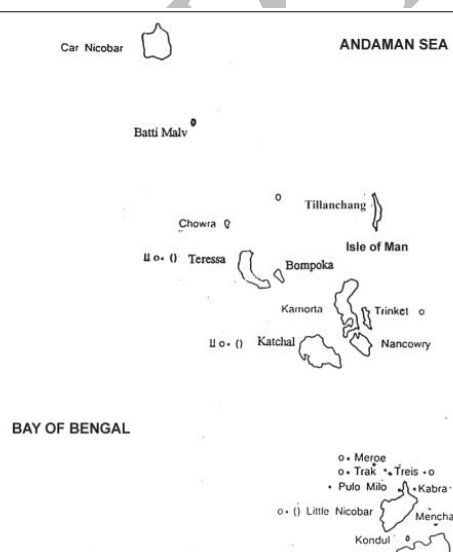 Car Nicobar
ANDAMAN SEA
Batti Malv
Tillanchang
Chowra
Isle of Man
Teressa
Bompoka
Kamorta
Trinket
Katchal
Nancowry
BAY OF BENGAL
Meroe
Trak
Treis
Pulo Milo
Kabra
Little Nicobar
Mencha
Kondul